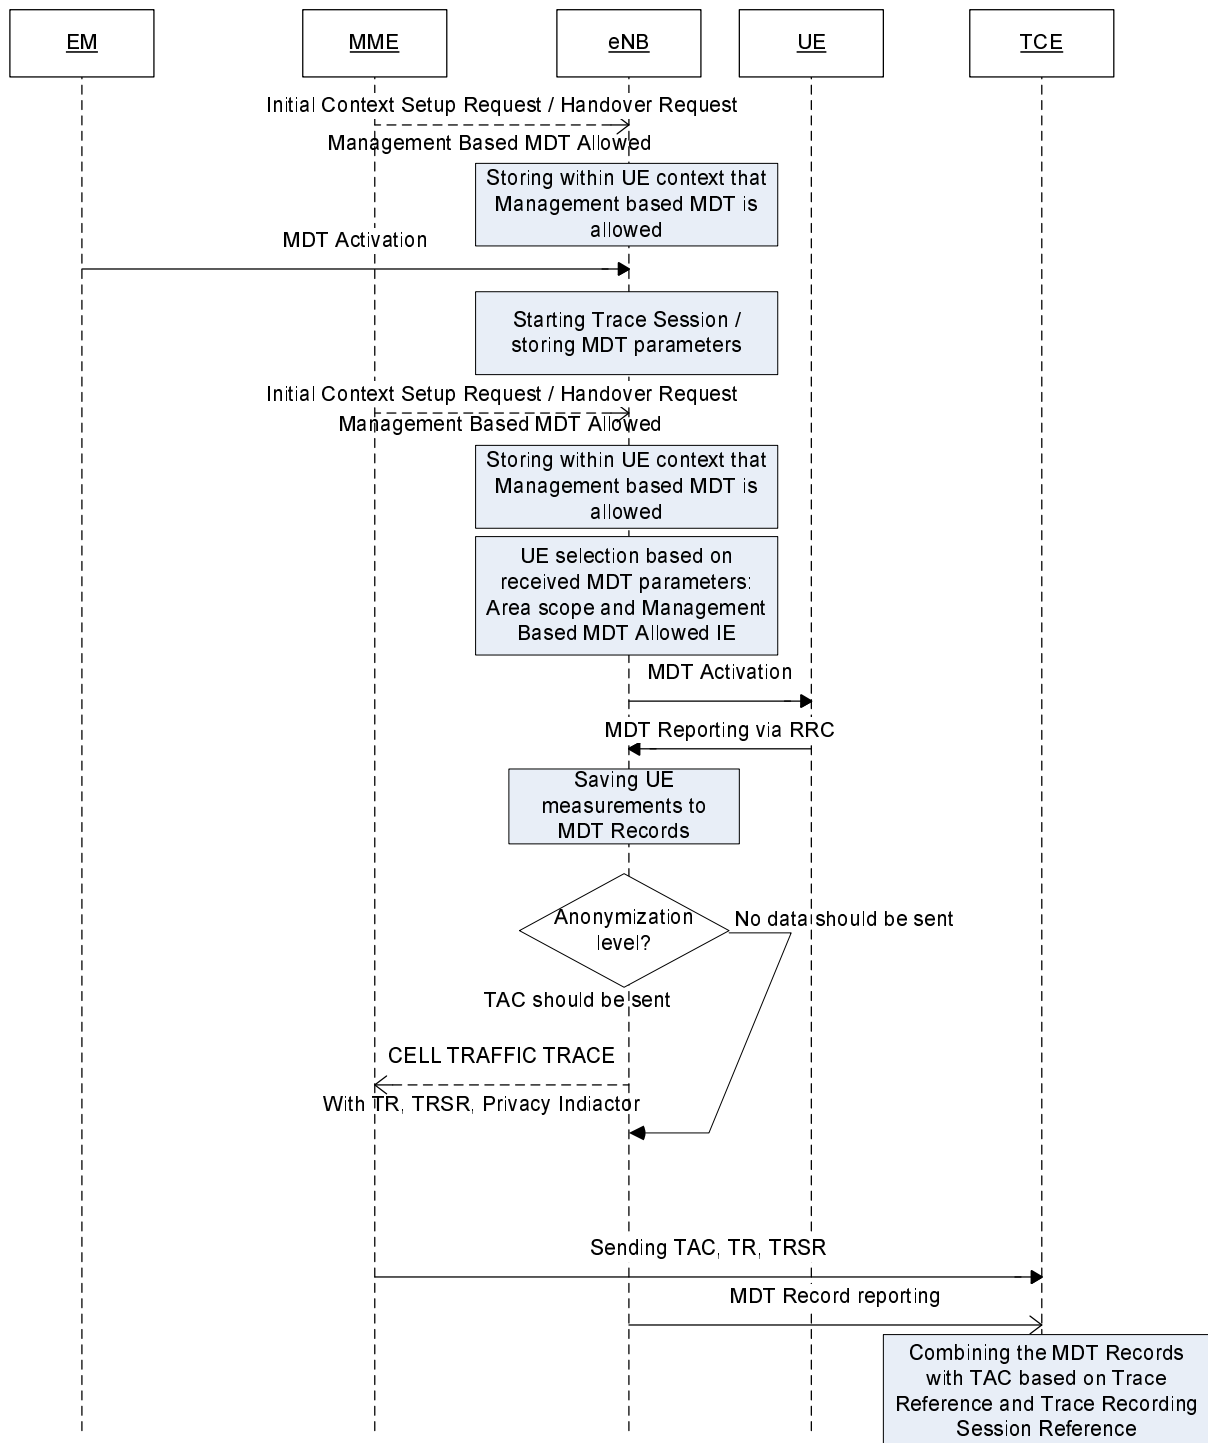 EM
MME
eNB
UE
TCE
Initial Context Setup Request / Handover Request
Management Based MDT Allowed
Storing within UE context that
Management based MDT is
allowed
MDT Activation
Starting Trace Session /
storing MDT parameters
Initial Context Setup Request / Handover Request
Management Based MDT Allowed
Storing within UE context that
Management based MDT is
allowed
UE selection based on
received MDT parameters:
Area scope and Management
Based MDT Allowed IE
MDT Activation
MDT Reporting via RRC
Saving UE
measurements to
MDT Records
Anonymization
level?
No data should be sent
TAC should be sent
CELL TRAFFIC TRACE
With TR, TRSR, Privacy Indiactor
Sending TAC, TR, TRSR
MDT Record reporting
Combining the MDT Records
with TAC based on Trace
Reference and Trace Recording
Session Reference